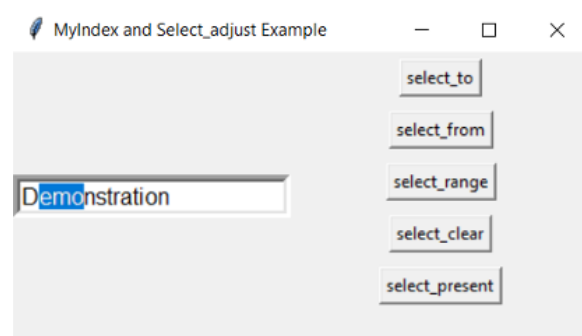 MyIndex and Select_adjust Example
select_to
select_from
Demonstration
select_range
select_clear
select_present